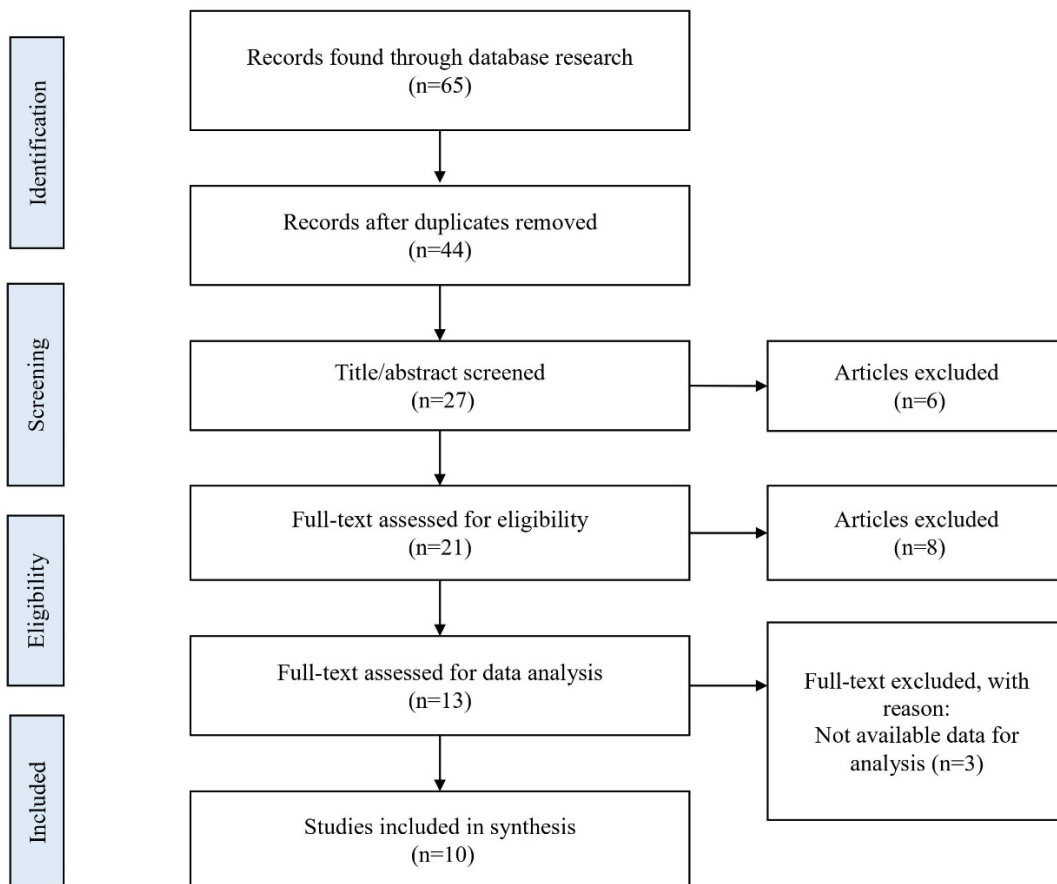 Identification
Records found through database research
(n=65)
Records after duplicates removed
(n=44)
Screening
Title/abstract screened
(n=27)
Articles excluded
(n=6)
Eligibility
Full-text assessed for eligibility
(n=21)
Articles excluded
(n=8)
Full-text assessed for data analysis
(n=13)
Full-text excluded, with
reason:
Not available data for
analysis (n=3)
Included
Studies included in synthesis
(n=10)